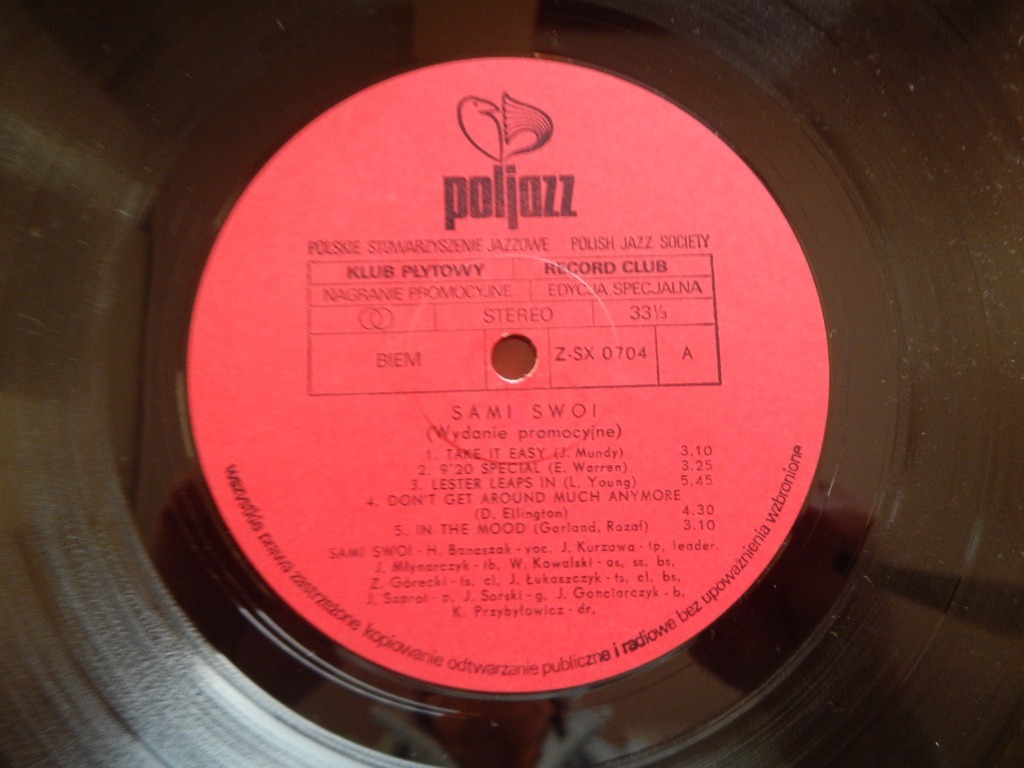 poljazz
POLSKIE STOWARZYSZENIE JAZZOWE POLISH JAZZ SOCIETY
KLUB PŁYTOWY RECORD CLUB
NAGRANIE PROMOCYJNE EDYCJA SPECJALNA
STEREO 33⅓
BIEM Z-SX 0704 A
SAMI SWOI
(Wydanie promocyjne)
1. TAKE IT EASY (J. Mundy) 3.10
2. 9'20 SPECIAL (E. Warren) 3.25
3. LESTER LEAPS IN (L. Young) 5.45
4. DON'T GET AROUND MUCH ANYMORE
(D. Ellington) 4.30
5. IN THE MOOD (Garland, Razaf) 3.10
SAMI SWOI - H. Banaszak - voc, J. Kurzawa - tp, leader,
J. Młynarczyk - tb, W. Kowalski - as, ss, bs,
Z. Górecki - ts, cl, J. Łukaszczyk - ts, cl, bs,
J. Szprot - p, J. Sorski - g, J. Gonciarczyk - b,
K. Przybyłowicz - dr,
wszystkie prawa zastrzeżone kopiowanie odtwarzanie publiczne i radiowe bez upoważnienia wzbronione